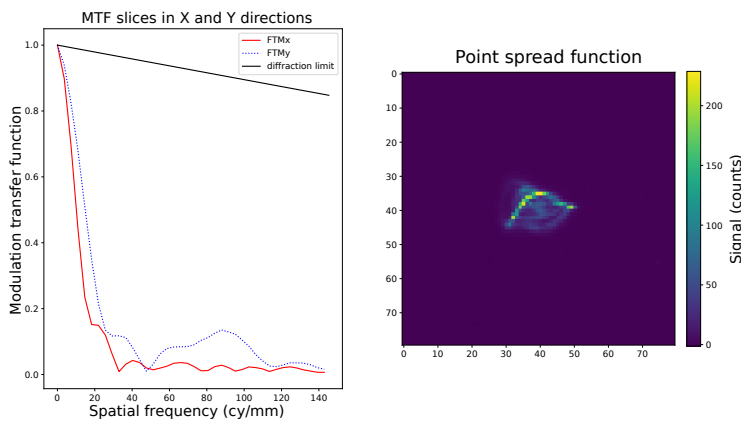 MTF slices in X and Y directions
FTMx
FTMy
diffraction limit
Modulation transfer function
1.0
0.8
0.6
0.4
0.2
0.0
0 20 40 60 80 100 120 140
Spatial frequency (cy/mm)
Point spread function
0
10
20
30
40
50
60
70
0 10 20 30 40 50 60 70
200
150
100
50
0
Signal (counts)